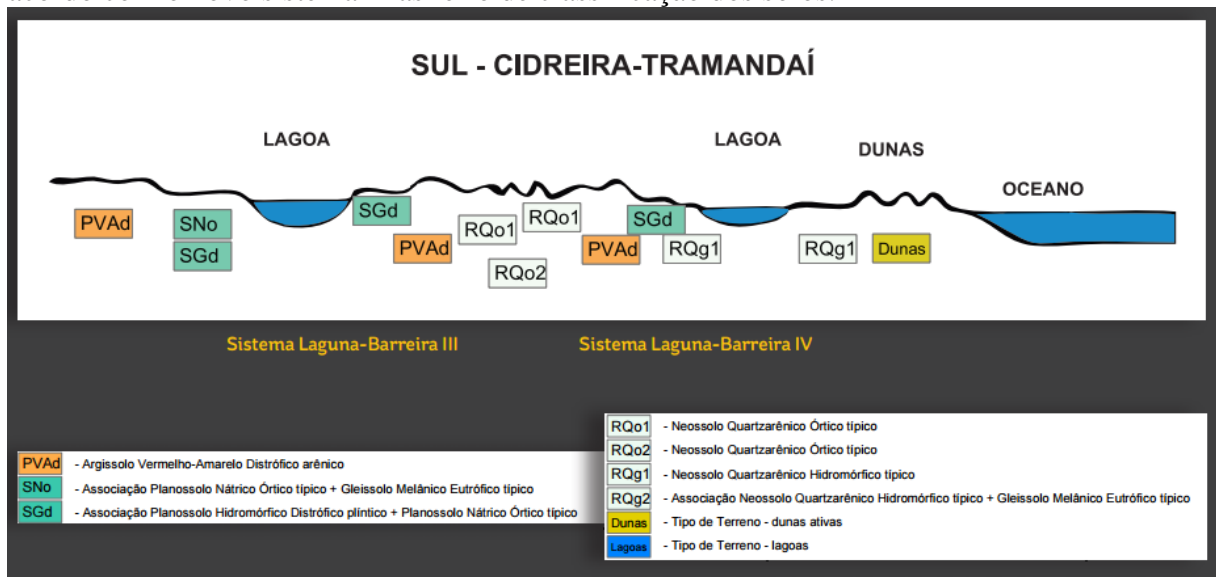 SUL - CIDREIRA-TRAMANDAÍ
LAGOA
LAGOA
DUNAS
OCEANO
PVAd
SNo
SGd
SGd
PVAd
RQo1
RQo1
RQo2
PVAd
SGd
RQg1
RQg1
Dunas
Sistema Laguna-Barreira III
Sistema Laguna-Barreira IV
PVAd - Argissolo Vermelho-Amarelo Distrófico arênico
SNo - Associação Planossolo Nátrico Órtico típico + Gleissolo Melânico Eutrófico típico
SGd - Associação Planossolo Hidromórfico Distrófico plíntico + Planossolo Nátrico Órtico típico
RQo1 - Neossolo Quartzarênico Órtico típico
RQo2 - Neossolo Quartzarênico Órtico típico
RQg1 - Neossolo Quartzarênico Hidromórfico típico
RQg2 - Associação Neossolo Quartzarênico Hidromórfico típico + Gleissolo Melânico Eutrófico típico
Dunas - Tipo de Terreno - dunas ativas
Lagoas - Tipo de Terreno - lagoas